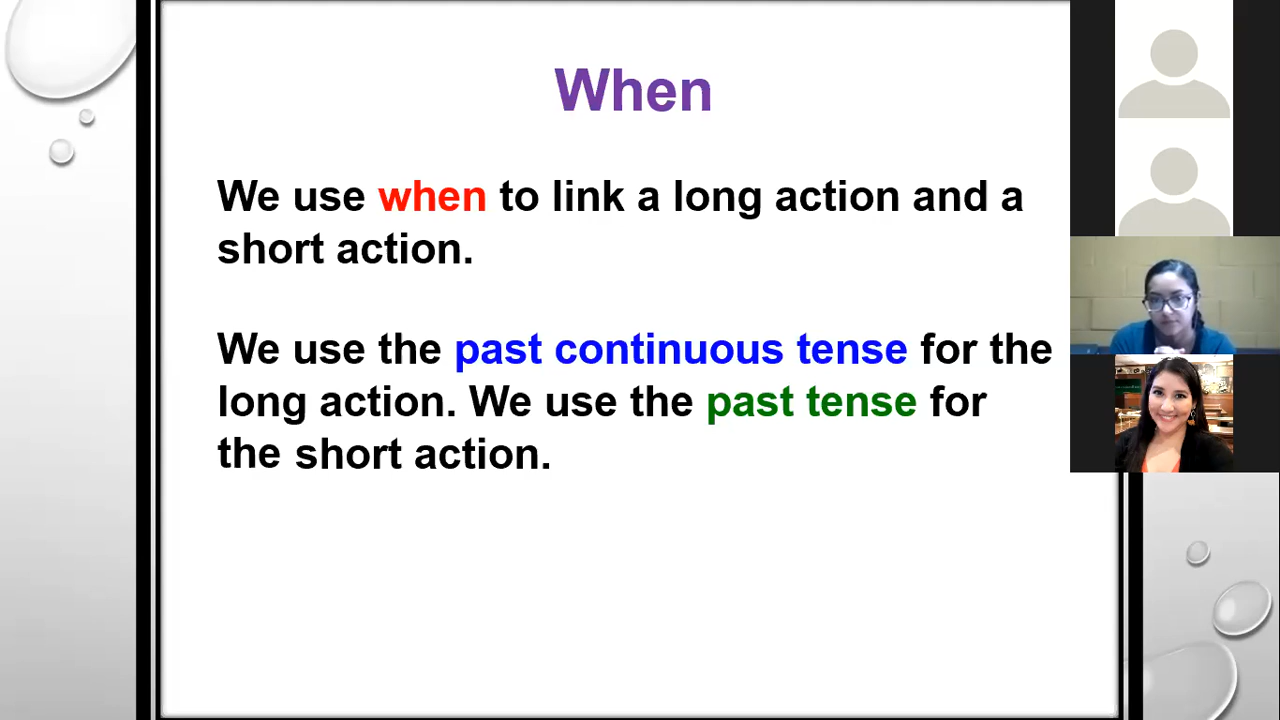 When
We use when to link a long action and a
short action.
We use the past continuous tense for the
long action. We use the past tense for
the short action.